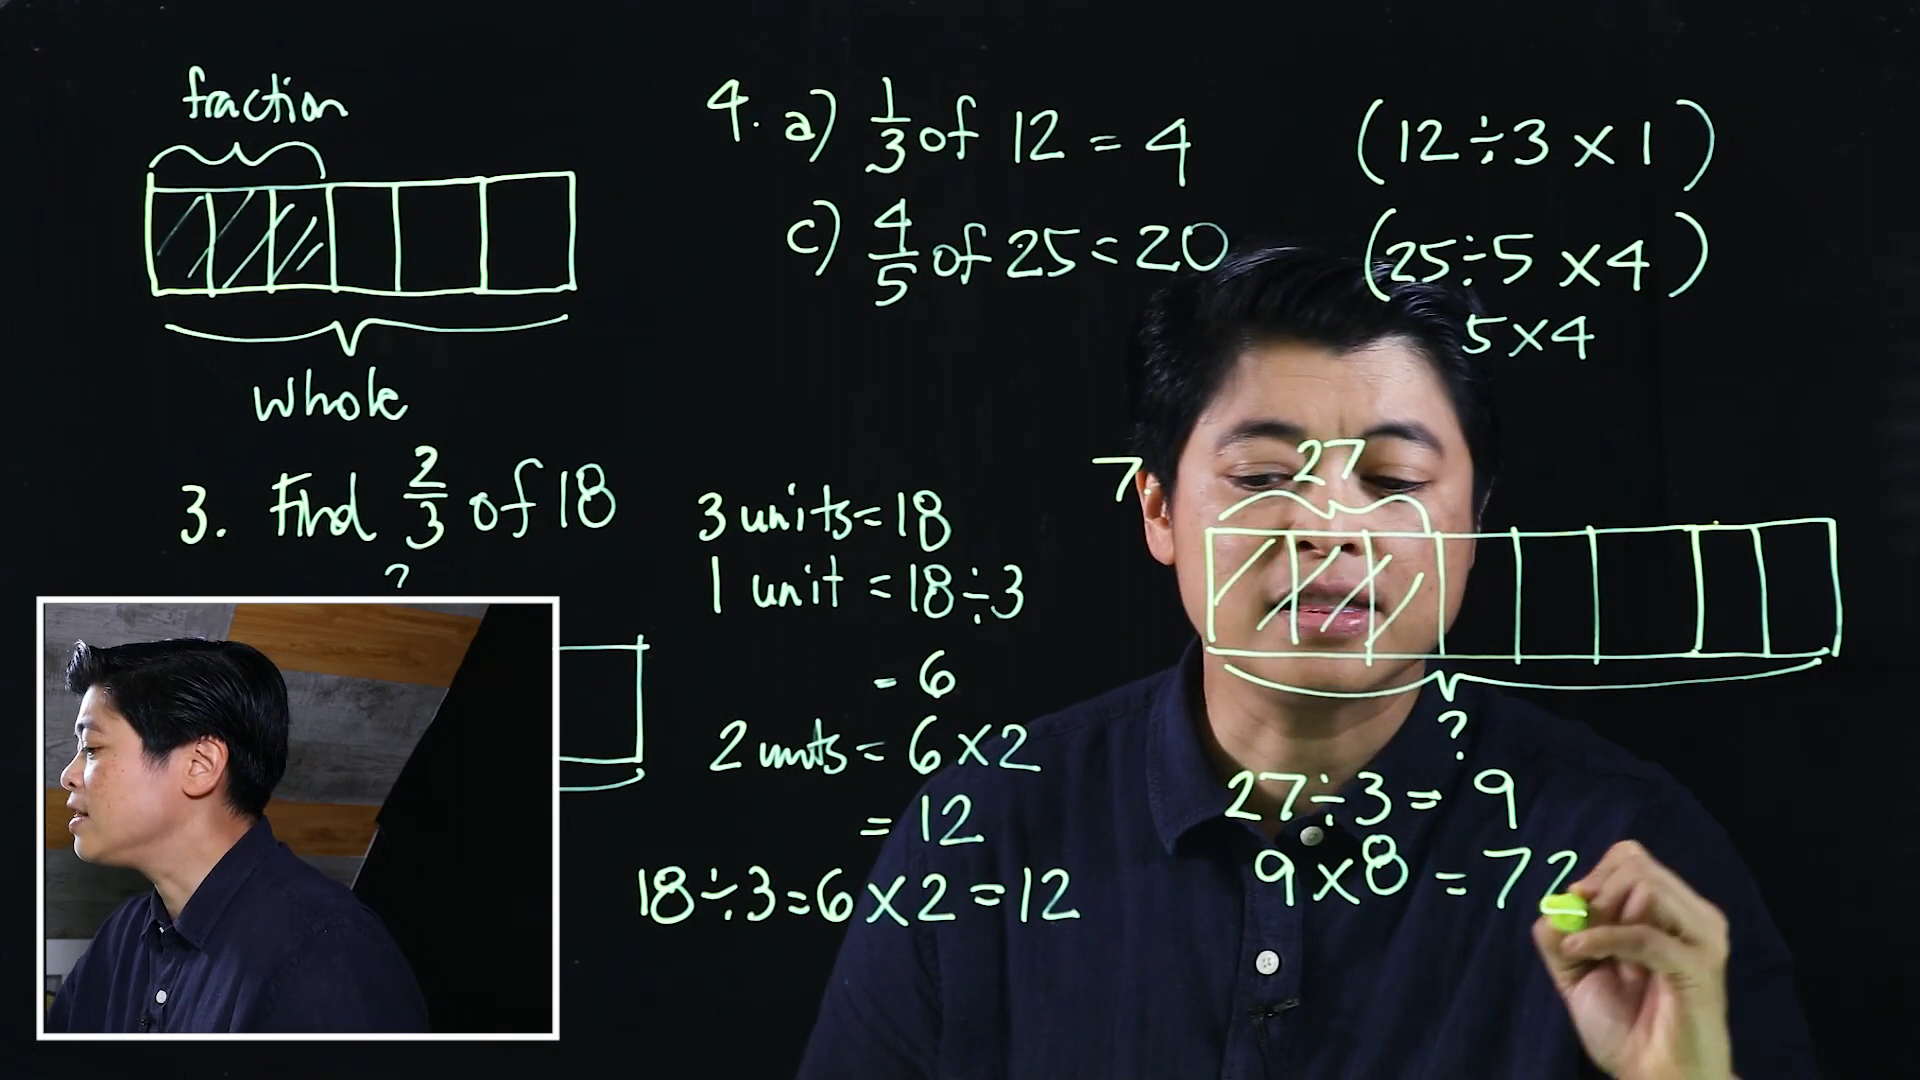 fraction
whole
3. Find 2/3 of 18
?
3 units = 18
1 unit = 18 ÷ 3
= 6
2 units = 6 × 2
= 12
18 ÷ 3 = 6 × 2 = 12
4. a) 1/3 of 12 = 4 (12 ÷ 3 × 1)
c) 4/5 of 25 = 20 (25 ÷ 5 × 4)
5 × 4
7.
27
?
27 ÷ 3 = 9
9 × 8 = 72